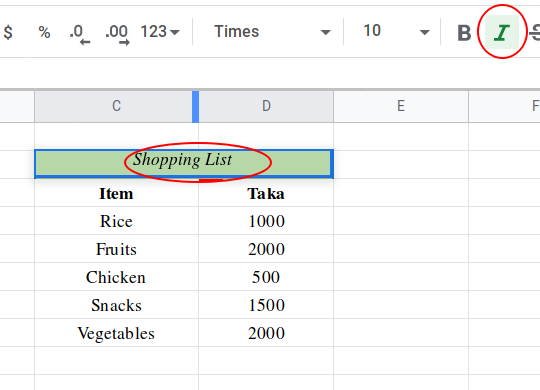 $ % .0 .00 123 Times 10 B I S
C D E F
Shopping List
Item Taka
Rice 1000
Fruits 2000
Chicken 500
Snacks 1500
Vegetables 2000